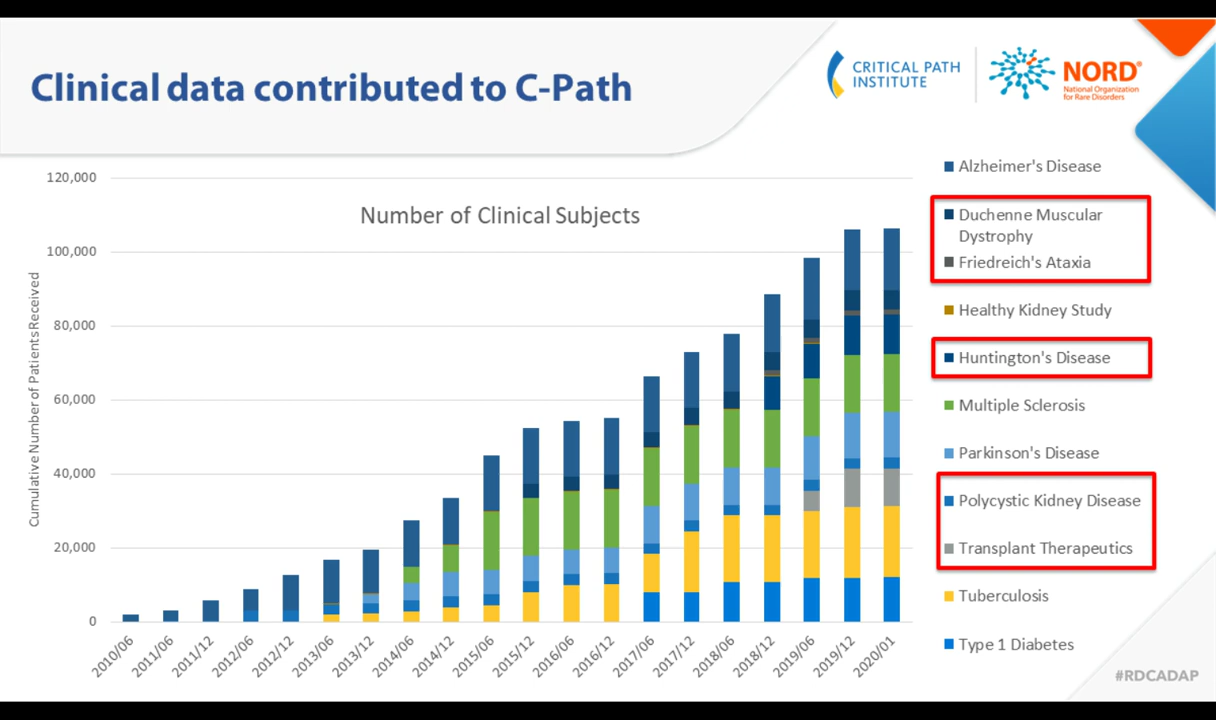 Clinical data contributed to C-Path
CRITICAL PATH
INSTITUTE
NORD®
National Organization
for Rare Disorders
Number of Clinical Subjects
Cumulative Number of Patients Received
120,000
100,000
80,000
60,000
40,000
20,000
0
2010/06
2011/06
2011/12
2012/06
2012/12
2013/06
2013/12
2014/06
2014/12
2015/06
2015/12
2016/06
2016/12
2017/06
2017/12
2018/06
2018/12
2019/06
2019/12
2020/01
Alzheimer's Disease
Duchenne Muscular
Dystrophy
Friedreich's Ataxia
Healthy Kidney Study
Huntington's Disease
Multiple Sclerosis
Parkinson's Disease
Polycystic Kidney Disease
Transplant Therapeutics
Tuberculosis
Type 1 Diabetes
#RDCADAP